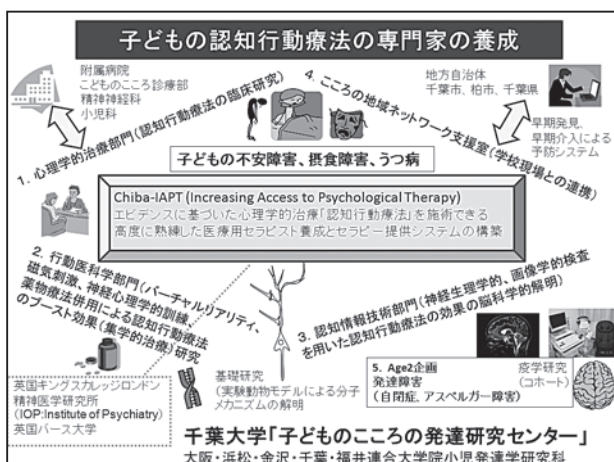 子どもの認知行動療法の専門家の養成
附属病院
こどものこころ診療部
精神神経科
小児科
4. こころの地域ネットワーク支援室(学校現場との連携)
地方自治体
千葉市、柏市、千葉県
早期発見、
早期介入による
予防システム
1. 心理学的治療部門(認知行動療法の臨床研究)
子どもの不安障害、摂食障害、うつ病
Chiba-IAPT (Increasing Access to Psychological Therapy)
エビデンスに基づいた心理学的治療「認知行動療法」を施術できる
高度に熟練した医療用セラピスト養成とセラピー提供システムの構築
2. 行動医科学部門(バーチャルリアリティ、
磁気刺激、神経心理学的訓練、
薬物療法併用による認知行動療法
のブースト効果(集学的治療)研究
3. 認知情報技術部門(神経生理学的、画像学的検査
を用いた認知行動療法の効果の脳科学的解明)
英国キングスカレッジロンドン
精神医学研究所
(IOP:Institute of Psychiatry)
英国バース大学
基礎研究
(実験動物モデルによる分子
メカニズムの解明)
5. Age2企画
発達障害
(自閉症、アスペルガー障害)
疫学研究
(コホート)
千葉大学「子どものこころの発達研究センター」
大阪・浜松・金沢・千葉・福井連合大学院小児発達学研究科